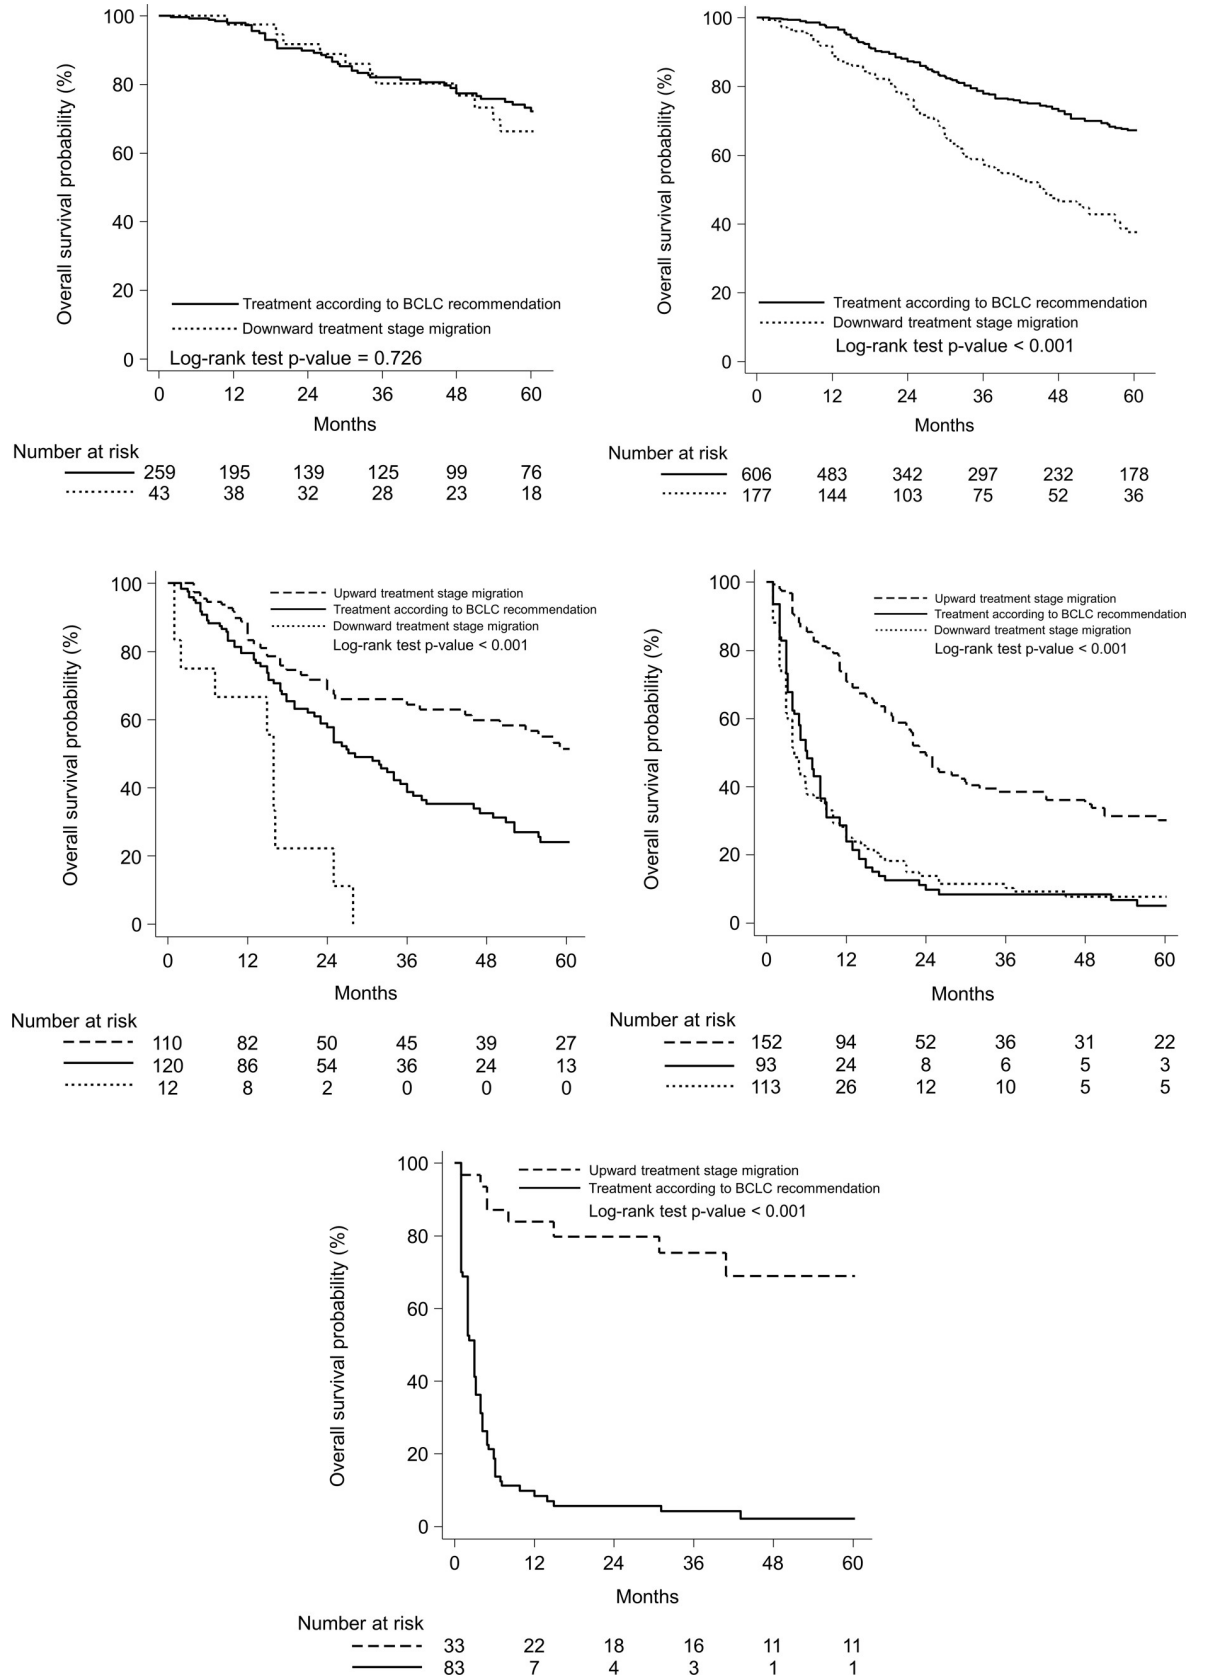 Overall survival probability (%)
100
80
60
40
20
0
Treatment according to BCLC recommendation
Downward treatment stage migration
Log-rank test p-value = 0.726
0 12 24 36 48 60
Months
Number at risk
259 195 139 125 99 76
43 38 32 28 23 18
Overall survival probability (%)
100
80
60
40
20
0
Treatment according to BCLC recommendation
Downward treatment stage migration
Log-rank test p-value < 0.001
0 12 24 36 48 60
Months
Number at risk
606 483 342 297 232 178
177 144 103 75 52 36
Overall survival probability (%)
100
80
60
40
20
0
Upward treatment stage migration
Treatment according to BCLC recommendation
Downward treatment stage migration
Log-rank test p-value < 0.001
0 12 24 36 48 60
Months
Number at risk
110 82 50 45 39 27
120 86 54 36 24 13
12 8 2 0 0 0
Overall survival probability (%)
100
80
60
40
20
0
Upward treatment stage migration
Treatment according to BCLC recommendation
Downward treatment stage migration
Log-rank test p-value < 0.001
0 12 24 36 48 60
Months
Number at risk
152 94 52 36 31 22
93 24 8 6 5 3
113 26 12 10 5 5
Overall survival probability (%)
100
80
60
40
20
0
Upward treatment stage migration
Treatment according to BCLC recommendation
Log-rank test p-value < 0.001
0 12 24 36 48 60
Months
Number at risk
33 22 18 16 11 11
83 7 4 3 1 1